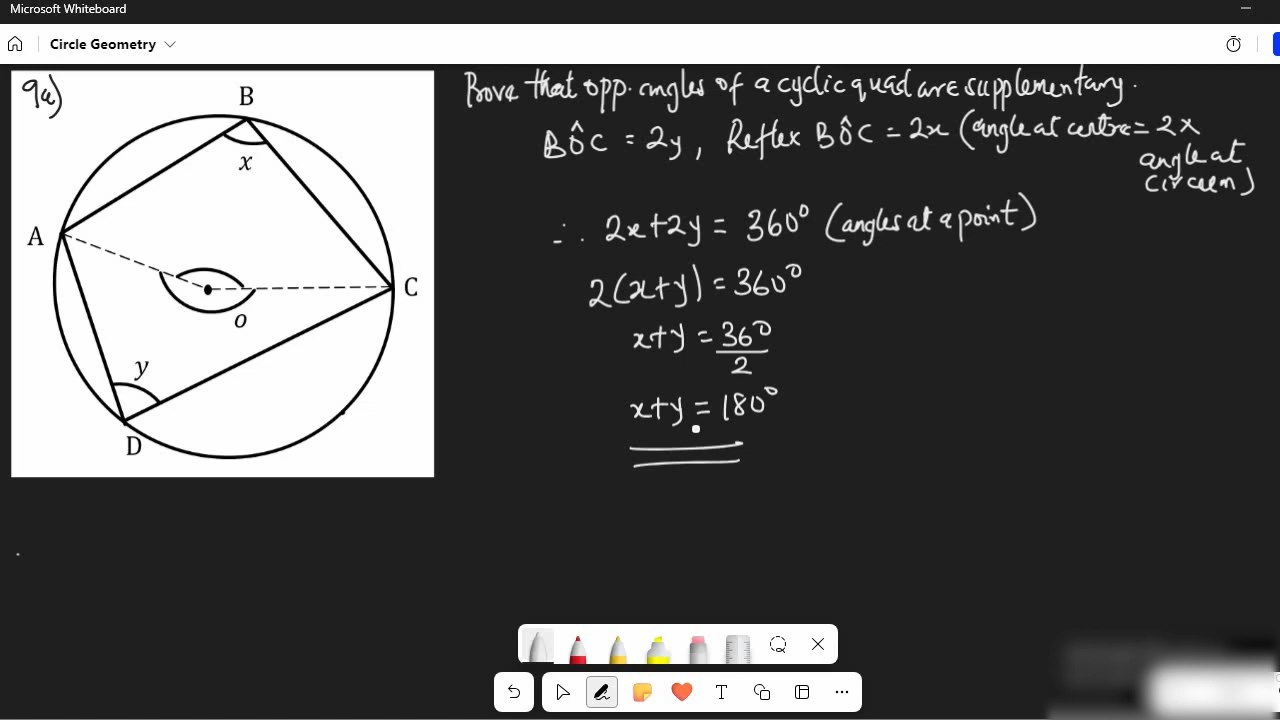 Microsoft Whiteboard
Circle Geometry
9a)
B
x
A
C
o
y
D
Prove that opp. angles of a cyclic quad are supplementary.
BÔC = 2y, Reflex BÔC = 2x (angle at centre = 2x
angle at
circum)
∴ 2x+2y = 360° (angles at a point)
2(x+y) = 360°
x+y = 360
2
x+y = 180°
T